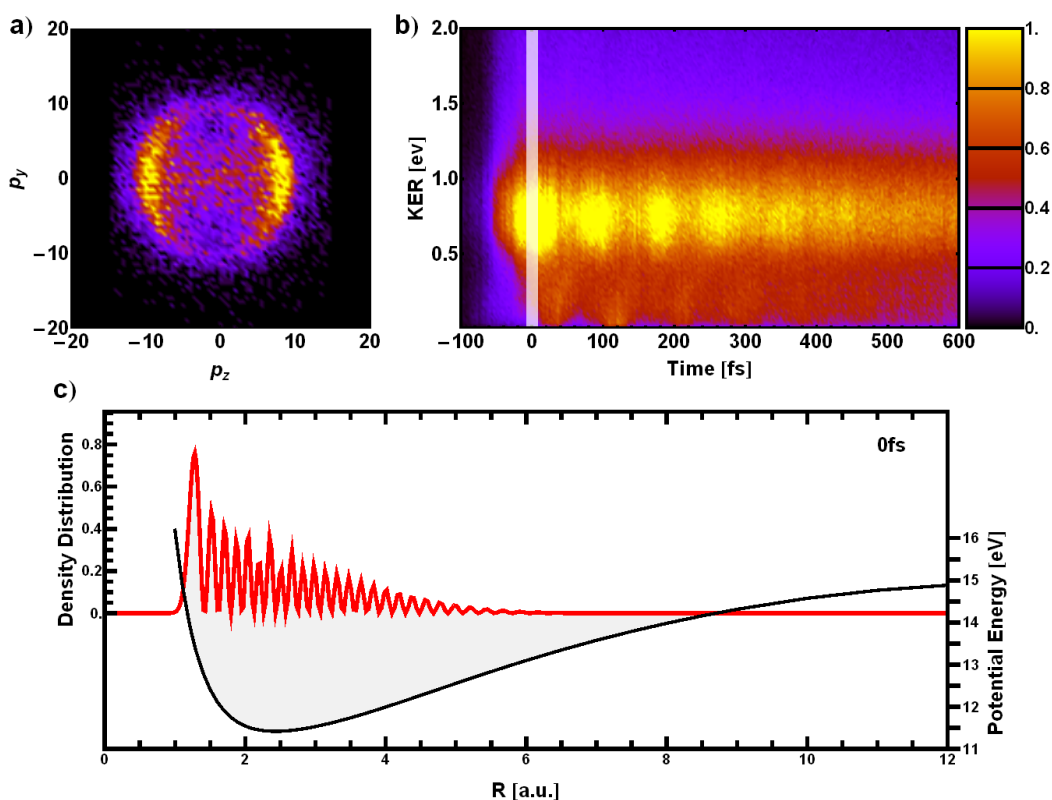 a)
20
10
0
−10
−20
−20 −10 0 10 20
py
pz
b)
2.0
1.5
1.0
0.5
KER [ev]
−100 0 100 200 300 400 500 600
Time [fs]
1.
0.8
0.6
0.4
0.2
0.
c)
0fs
0.8
0.6
0.4
0.2
0.
Density Distribution
16
15
14
13
12
11
Potential Energy [eV]
0 2 4 6 8 10 12
R [a.u.]